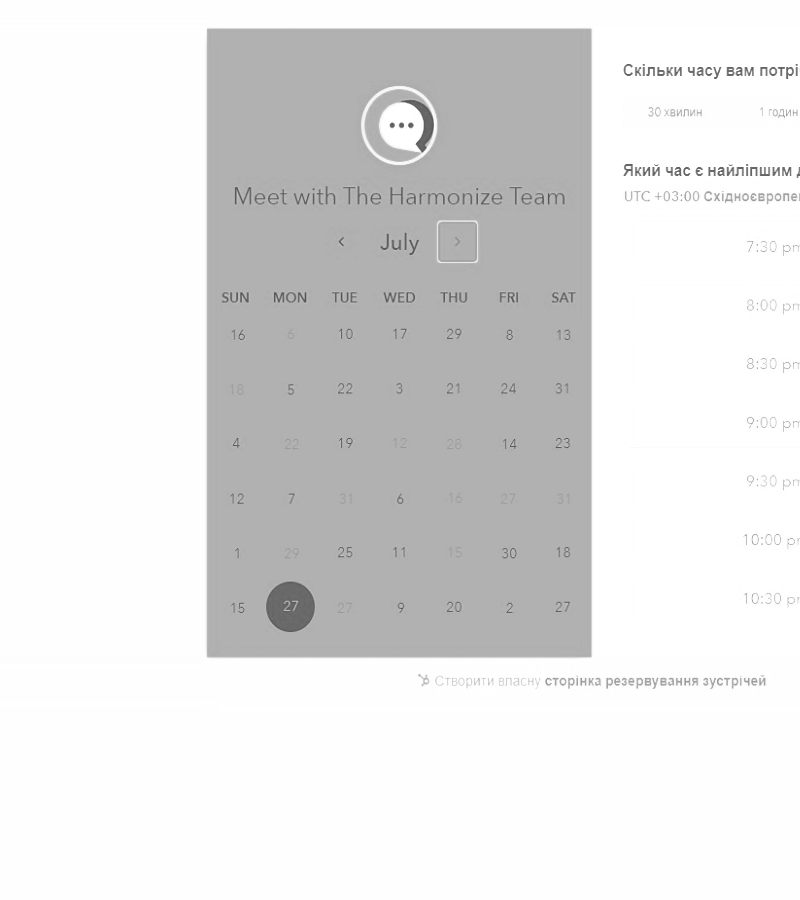 Meet with The Harmonize Team
July
SUN MON TUE WED THU FRI SAT
16 6 10 17 29 8 13
18 5 22 3 21 24 31
4 22 19 12 28 14 23
12 7 31 6 16 27 31
1 29 25 11 15 30 18
15 27 27 9 20 2 27
Скільки часу вам потрі
30 хвилин 1 годин
Який час є найліпшим
UTC +03:00 Східноєвропе
7:30 pm
8:00 pm
8:30 pm
9:00 pm
9:30 pm
10:00 p
10:30 pm
Створити власну сторінка резервування зустрічей